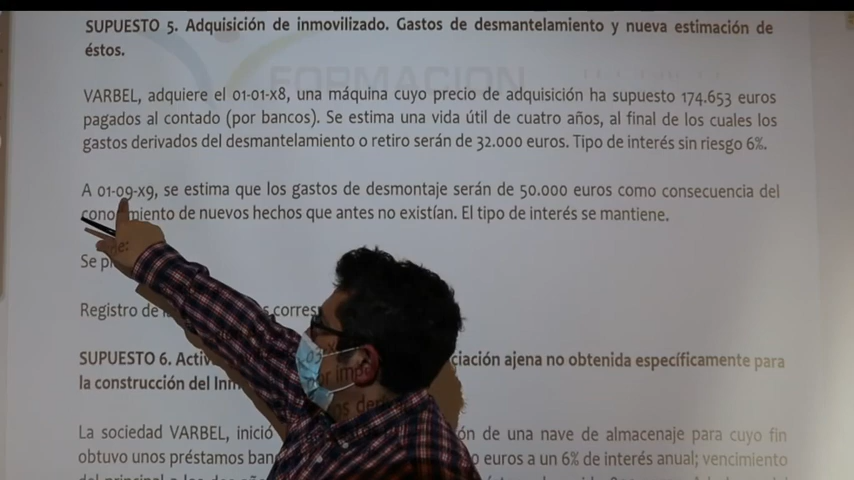 SUPUESTO 5. Adquisición de inmovilizado. Gastos de desmantelamiento y nueva estimación de
éstos.
FORMACION
VARBEL, adquiere el 01-01-x8, una máquina cuyo precio de adquisición ha supuesto 174.653 euros
pagados al contado (por bancos). Se estima una vida útil de cuatro años, al final de los cuales los
gastos derivados del desmantelamiento o retiro serán de 32.000 euros. Tipo de interés sin riesgo 6%.
A 01-09-x9, se estima que los gastos de desmontaje serán de 50.000 euros como consecuencia del
miento de nuevos hechos que antes no existían. El tipo de interés se mantiene.
Se
Registro de
SUPUESTO 6. ciación ajena no obtenida específicamente para
la construcción del
La sociedad VARBEL, inició ón de una nave de almacenaje para cuyo fin
obtuvo unos préstamos euros a un 6% de interés anual; vencimiento